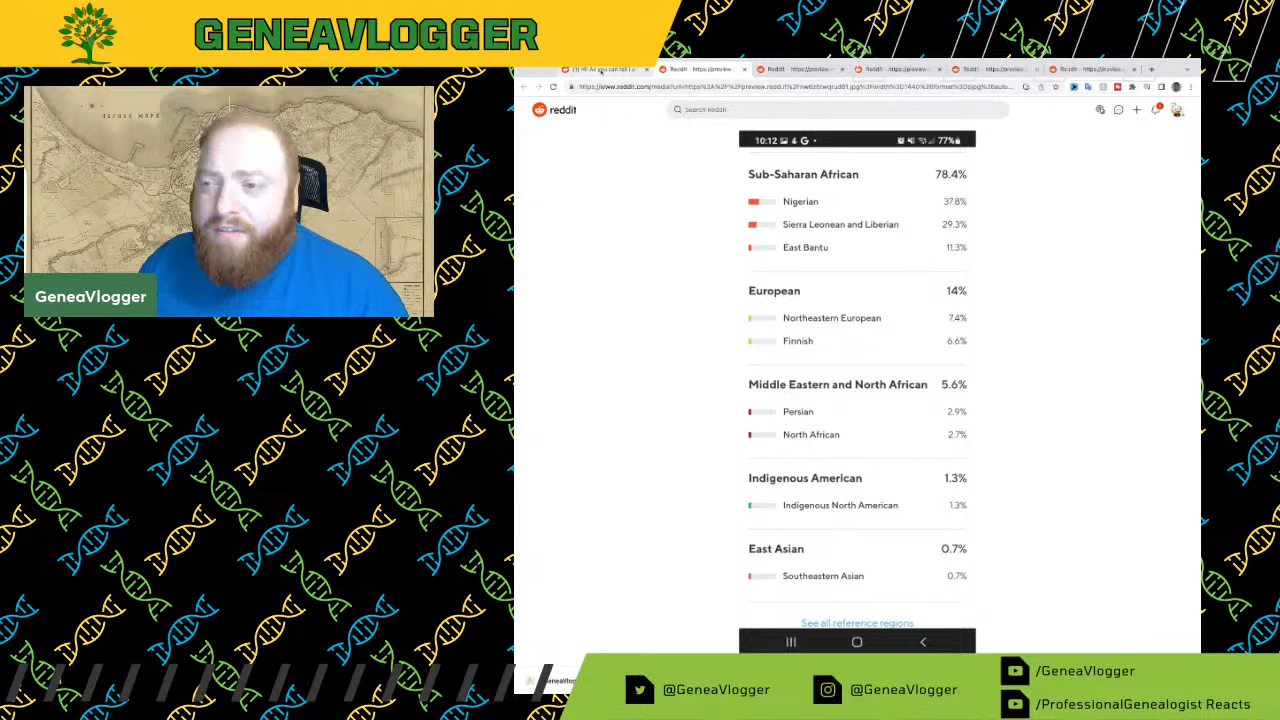 GENEAVLOGGER
GeneaVlogger
reddit
Search Reddit
10:12
77%
Sub-Saharan African 78.4%
Nigerian 37.8%
Sierra Leonean and Liberian 29.3%
East Bantu 11.3%
European 14%
Northeastern European 7.4%
Finnish 6.6%
Middle Eastern and North African 5.6%
Persian 2.9%
North African 2.7%
Indigenous American 1.3%
Indigenous North American 1.3%
East Asian 0.7%
Southeastern Asian 0.7%
See all reference regions
@GeneaVlogger
@GeneaVlogger
/GeneaVlogger
/ProfessionalGenealogist Reacts